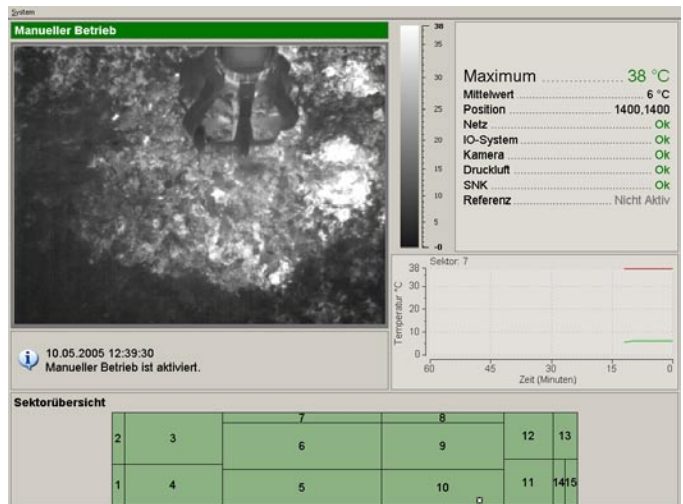 System
Manueller Betrieb
38
35
30
25
20
15
10
5
-0
Maximum 38 °C
Mittelwert 6 °C
Position 1400,1400
Netz Ok
IO-System Ok
Kamera Ok
Druckluft Ok
SNK Ok
Referenz Nicht Aktiv
Sektor: 7
Temperatur °C
38
30
20
10
0
60 45 30 15 0
Zeit (Minuten)
10.05.2005 12:39:30
Manueller Betrieb ist aktiviert.
Sektorübersicht
7 8
2 3 6 9 12 13
1 4 5 10 11 14 15